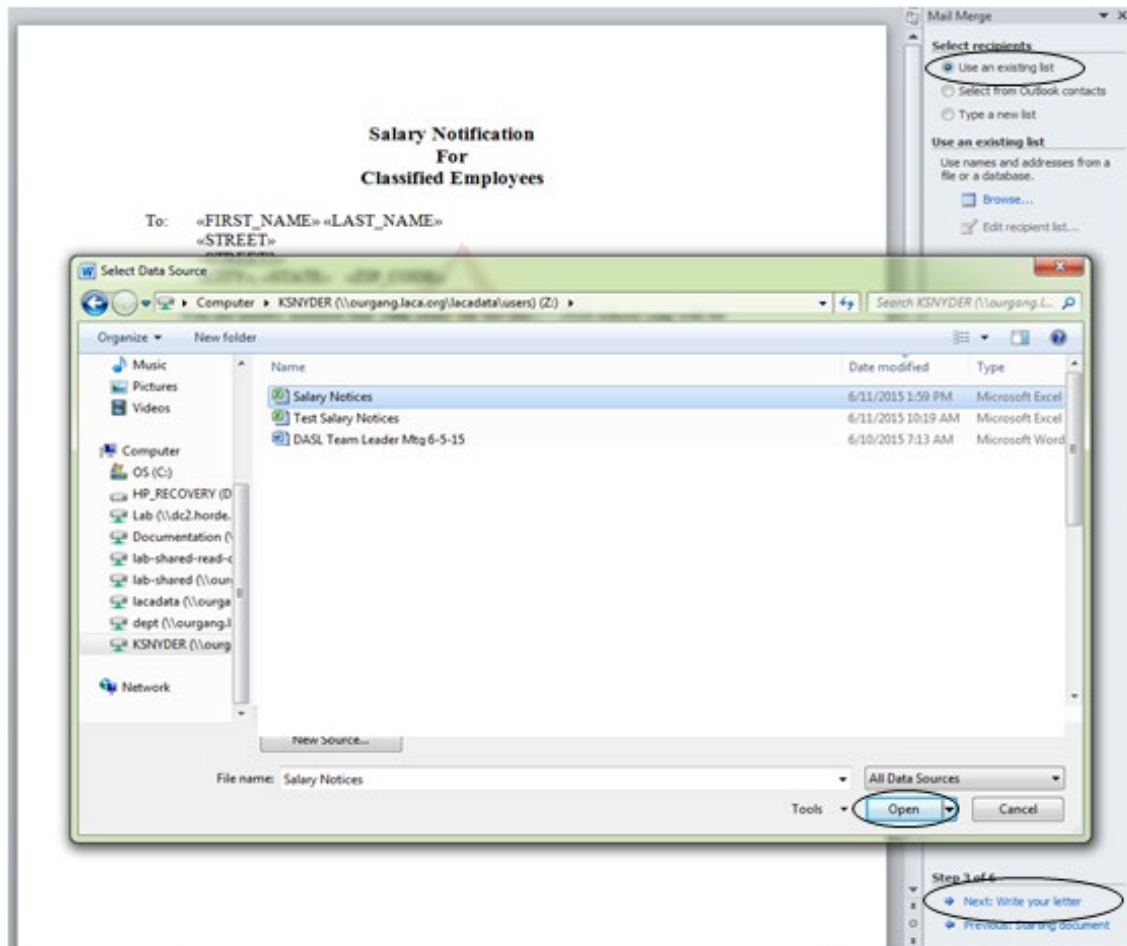 Mail Merge
Select recipients
Use an existing list
Select from Outlook contacts
Type a new list
Use an existing list
Use names and addresses from a
file or a database.
Browse...
Edit recipient list...
Salary Notification
For
Classified Employees
To: «FIRST_NAME» «LAST_NAME»
«STREET»
Select Data Source
Computer KSNYDER (\\ourgang.laca.org\lacadata\users) (Z:)
Search KSNYDER (\\ourgang.l...
Organize New folder
Music
Pictures
Videos
Computer
OS (C:)
HP_RECOVERY (D
Lab (\\dc2.horde.
Documentation (\
lab-shared-read-c
lab-shared (\\our
lacadata (\\ourga
dept (\\ourgang.l
KSNYDER (\\ourg
Network
Name Date modified Type
Salary Notices 6/11/2015 1:59 PM Microsoft Excel
Test Salary Notices 6/11/2015 10:19 AM Microsoft Excel
DASL Team Leader Mtg 6-5-15 6/10/2015 7:13 AM Microsoft Word
New Source...
File name: Salary Notices All Data Sources
Tools Open Cancel
Step 3 of 6
Next: Write your letter
Previous: Starting document